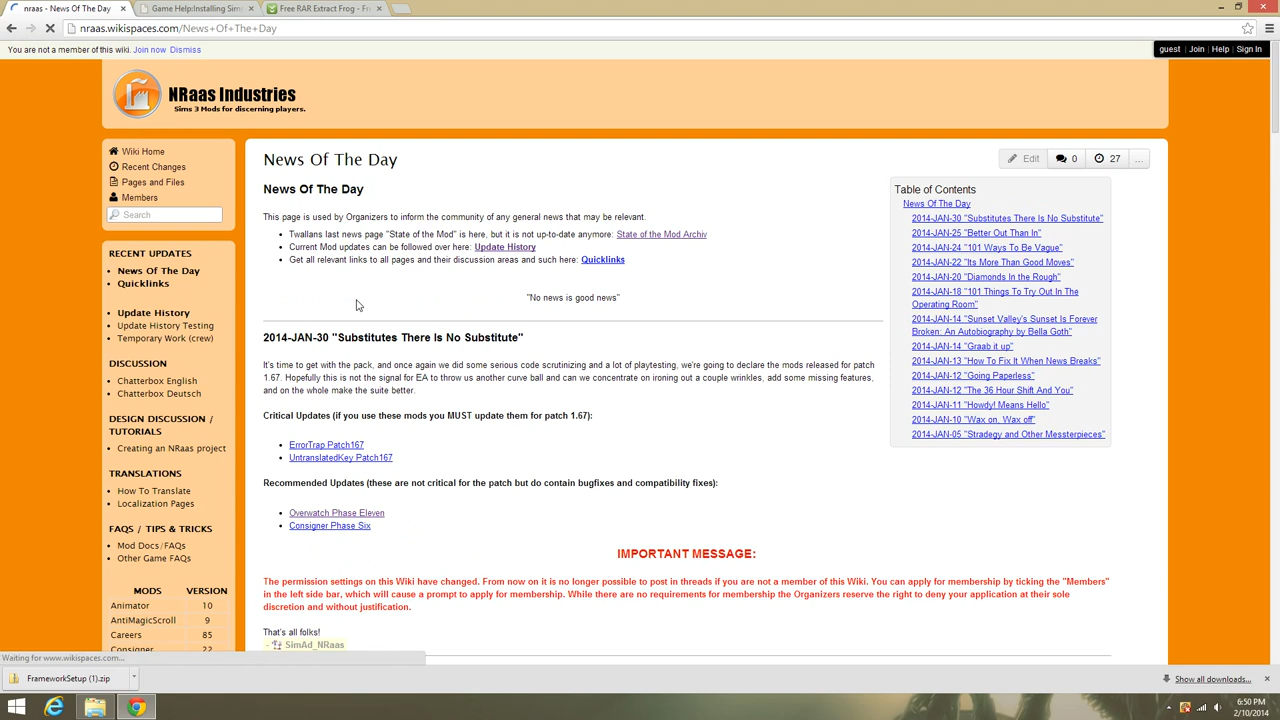 nraas - News Of The Day
Game Help:Installing Sim
Free RAR Extract Frog - Fr
nraas.wikispaces.com/News+Of+The+Day
You are not a member of this wiki. Join now Dismiss
guest | Join | Help | Sign In
NRaas Industries
Sims 3 Mods for discerning players.
Wiki Home
Recent Changes
Pages and Files
Members
Search
RECENT UPDATES
News Of The Day
Quicklinks
Update History
Update History Testing
Temporary Work (crew)
DISCUSSION
Chatterbox English
Chatterbox Deutsch
DESIGN DISCUSSION /
TUTORIALS
Creating an NRaas project
TRANSLATIONS
How To Translate
Localization Pages
FAQS / TIPS & TRICKS
Mod Docs/FAQs
Other Game FAQs
MODS VERSION
Animator 10
AntiMagicScroll 9
Careers 85
Consigner 22
News Of The Day
Edit 0 27 ...
News Of The Day
This page is used by Organizers to inform the community of any general news that may be relevant.
Twallans last news page "State of the Mod" is here, but it is not up-to-date anymore: State of the Mod Archiv
Current Mod updates can be followed over here: Update History
Get all relevant links to all pages and their discussion areas and such here: Quicklinks
"No news is good news"
2014-JAN-30 "Substitutes There Is No Substitute"
It's time to get with the pack, and once again we did some serious code scrutinizing and a lot of playtesting, we're going to declare the mods released for patch
1.67. Hopefully this is not the signal for EA to throw us another curve ball and can we concentrate on ironing out a couple wrinkles, add some missing features,
and on the whole make the suite better.
Critical Updates (if you use these mods you MUST update them for patch 1.67):
ErrorTrap Patch167
UntranslatedKey Patch167
Recommended Updates (these are not critical for the patch but do contain bugfixes and compatibility fixes):
Overwatch Phase Eleven
Consigner Phase Six
IMPORTANT MESSAGE:
The permission settings on this Wiki have changed. From now on it is no longer possible to post in threads if you are not a member of this Wiki. You can apply for membership by ticking the "Members"
in the left side bar, which will cause a prompt to apply for membership. While there are no requirements for membership the Organizers reserve the right to deny your application at their sole
discretion and without justification.
That's all folks!
- SimAd_NRaas
Table of Contents
News Of The Day
2014-JAN-30 "Substitutes There Is No Substitute"
2014-JAN-25 "Better Out Than In"
2014-JAN-24 "101 Ways To Be Vague"
2014-JAN-22 "Its More Than Good Moves"
2014-JAN-20 "Diamonds In the Rough"
2014-JAN-18 "101 Things To Try Out In The
Operating Room"
2014-JAN-14 "Sunset Valley's Sunset Is Forever
Broken: An Autobiography by Bella Goth"
2014-JAN-14 "Graab it up"
2014-JAN-13 "How To Fix It When News Breaks"
2014-JAN-12 "Going Paperless"
2014-JAN-12 "The 36 Hour Shift And You"
2014-JAN-11 "Howdy! Means Hello"
2014-JAN-10 "Wax on, Wax off"
2014-JAN-05 "Stradegy and Other Messterpieces"
Waiting for www.wikispaces.com...
FrameworkSetup (1).zip
Show all downloads...
6:50 PM
2/10/2014